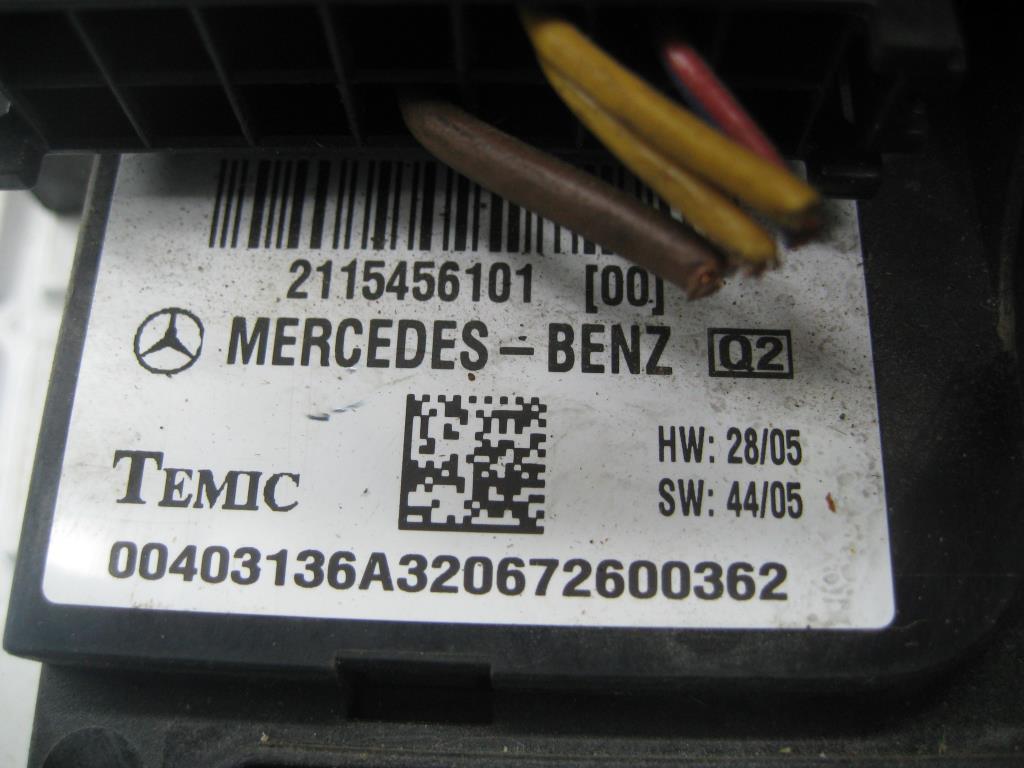 2115456101 [00]
MERCEDES-BENZ Q2
HW: 28/05
TEMIC
SW: 44/05
00403136A320672600362